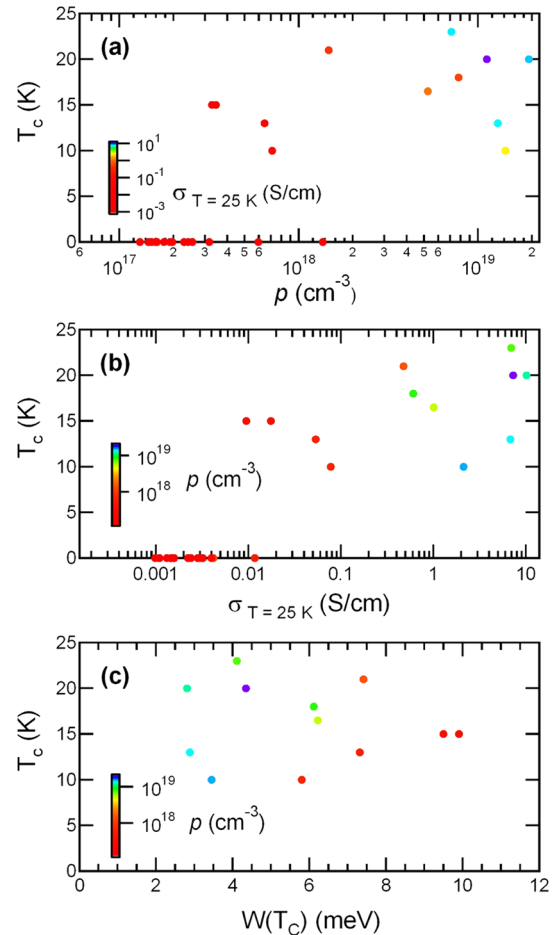 25
(a)
20
T_c (K)
15
10
10^1
10^-1
5
σ_T = 25 K (S/cm)
10^-3
0
6 10^17 2 3 4 5 6 10^18 2 3 4 5 6 10^19 2
p (cm^-3)
25
(b)
20
T_c (K)
15
10
10^19
p (cm^-3)
5
10^18
0
0.001 0.01 0.1 1 10
σ_T = 25 K (S/cm)
25
(c)
20
T_c (K)
15
10
10^19
5
10^18 p (cm^-3)
0
0 2 4 6 8 10 12
W(T_C) (meV)